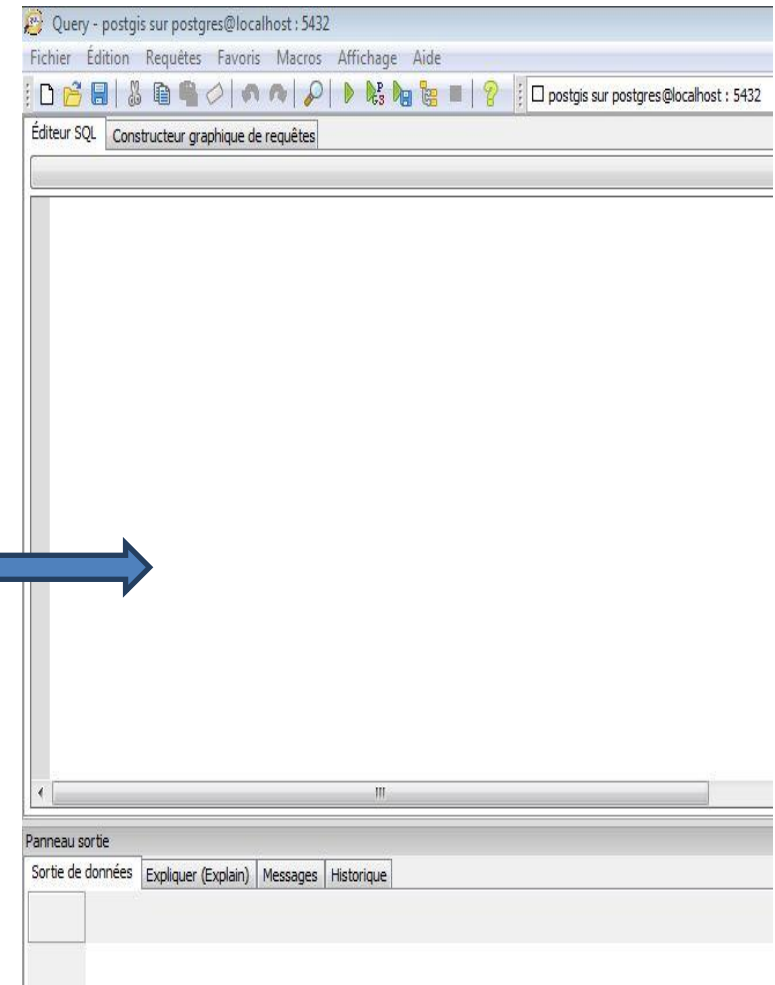 Query - postgis sur postgres@localhost : 5432
Fichier Édition Requêtes Favoris Macros Affichage Aide
postgis sur postgres@localhost : 5432
Éditeur SQL Constructeur graphique de requêtes
Panneau sortie
Sortie de données Expliquer (Explain) Messages Historique